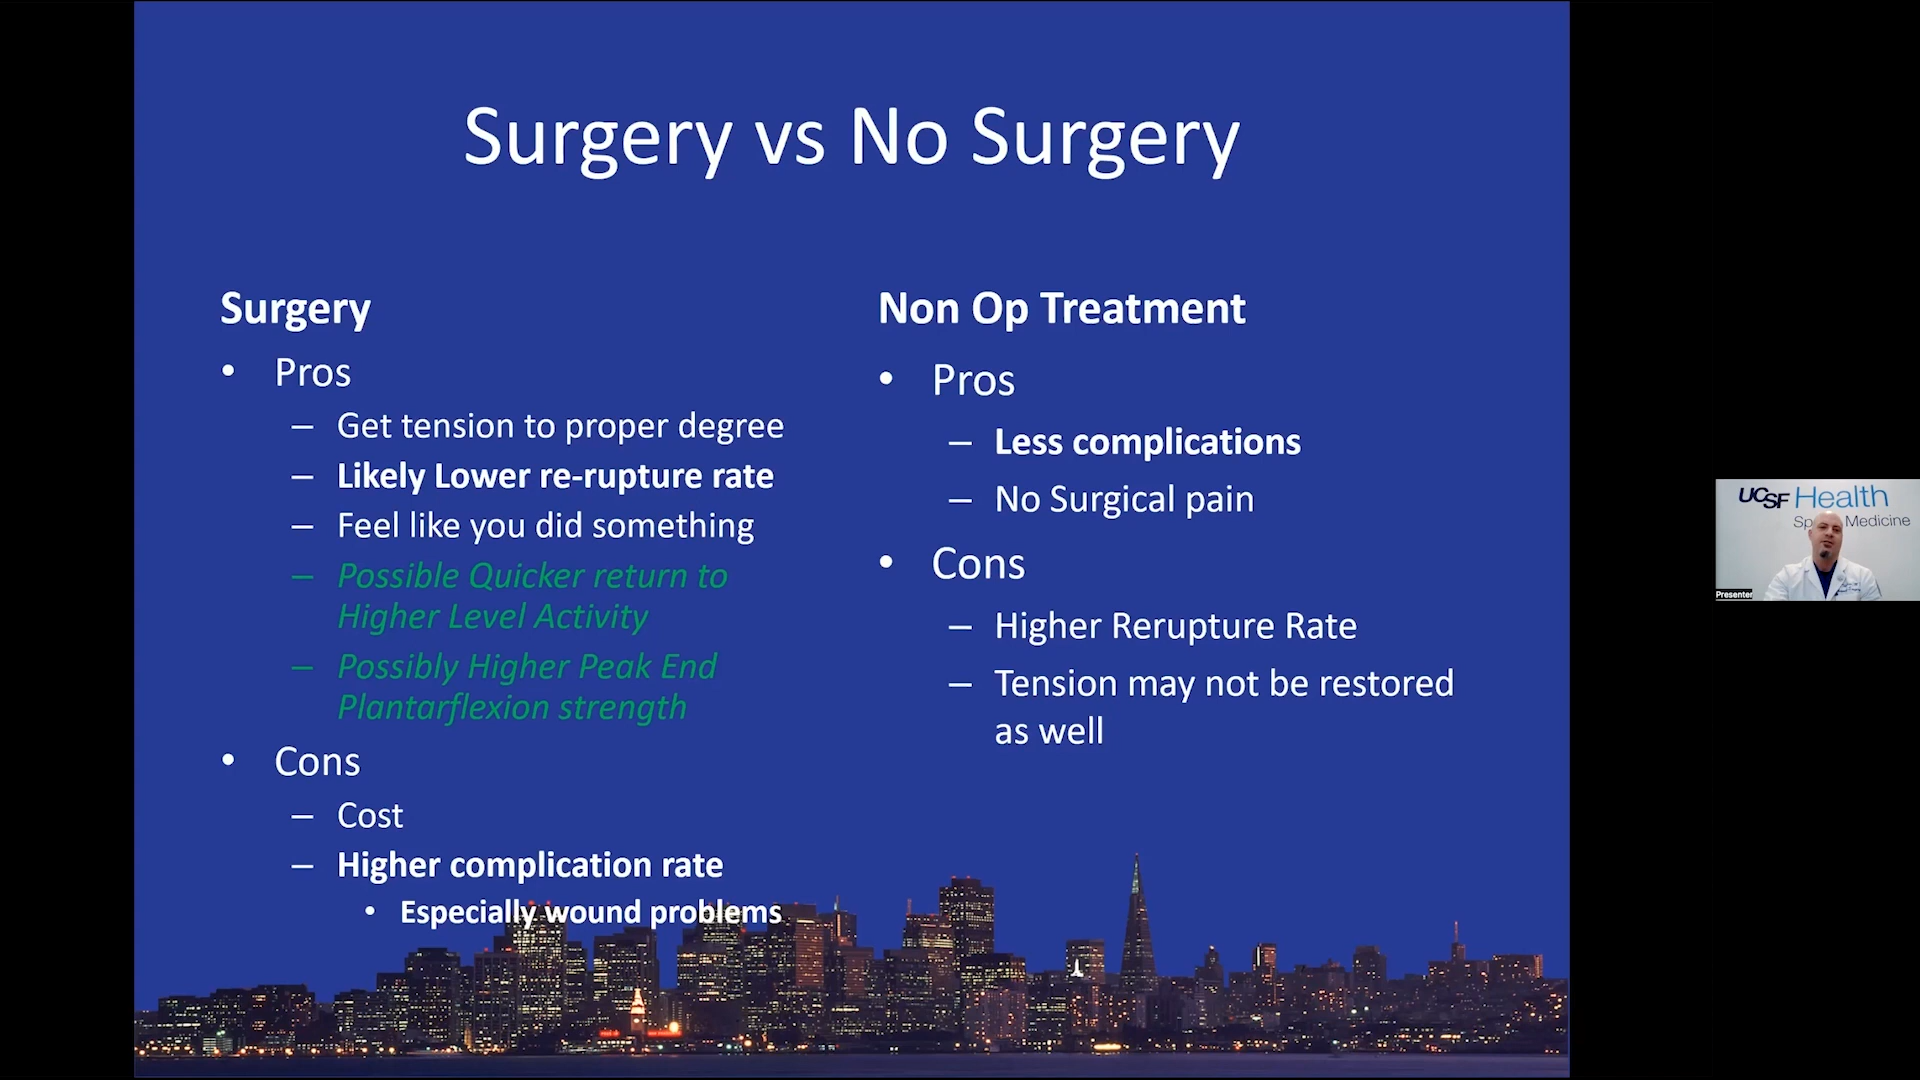 Surgery vs No Surgery
Surgery
• Pros
– Get tension to proper degree
– Likely Lower re-rupture rate
– Feel like you did something
– Possible Quicker return to
Higher Level Activity
– Possibly Higher Peak End
Plantarflexion strength
• Cons
– Cost
– Higher complication rate
• Especially wound problems
Non Op Treatment
• Pros
– Less complications
– No Surgical pain
• Cons
– Higher Rerupture Rate
– Tension may not be restored
as well
UCSF Health
Medicine
Presenter